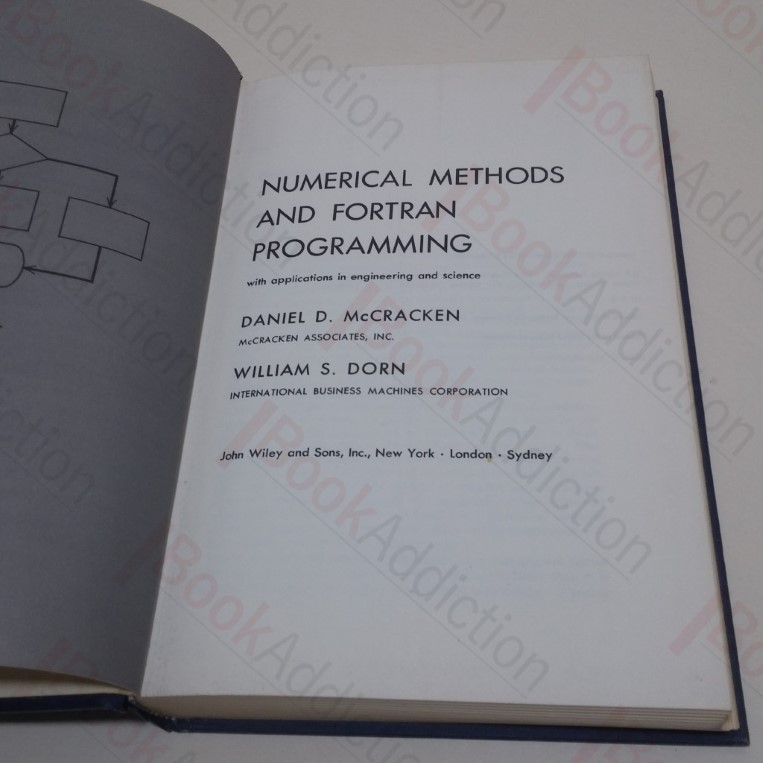 NUMERICAL METHODS
AND FORTRAN
PROGRAMMING
with applications in engineering and science
DANIEL D. McCRACKEN
McCRACKEN ASSOCIATES, INC.
WILLIAM S. DORN
INTERNATIONAL BUSINESS MACHINES CORPORATION
John Wiley and Sons, Inc., New York · London · Sydney
BookAddiction